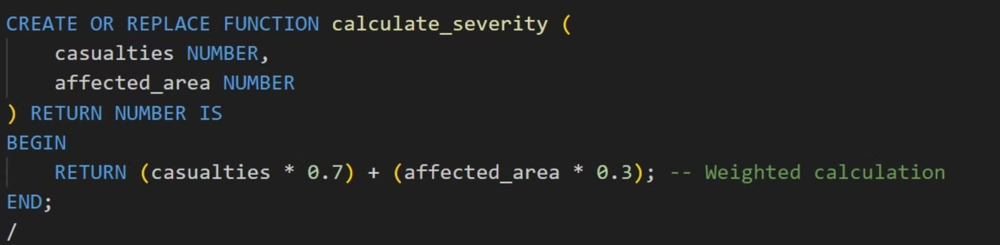 CREATE OR REPLACE FUNCTION calculate_severity (
    casualties NUMBER,
    affected_area NUMBER
) RETURN NUMBER IS
BEGIN
    RETURN (casualties * 0.7) + (affected_area * 0.3); -- Weighted calculation
END;
/